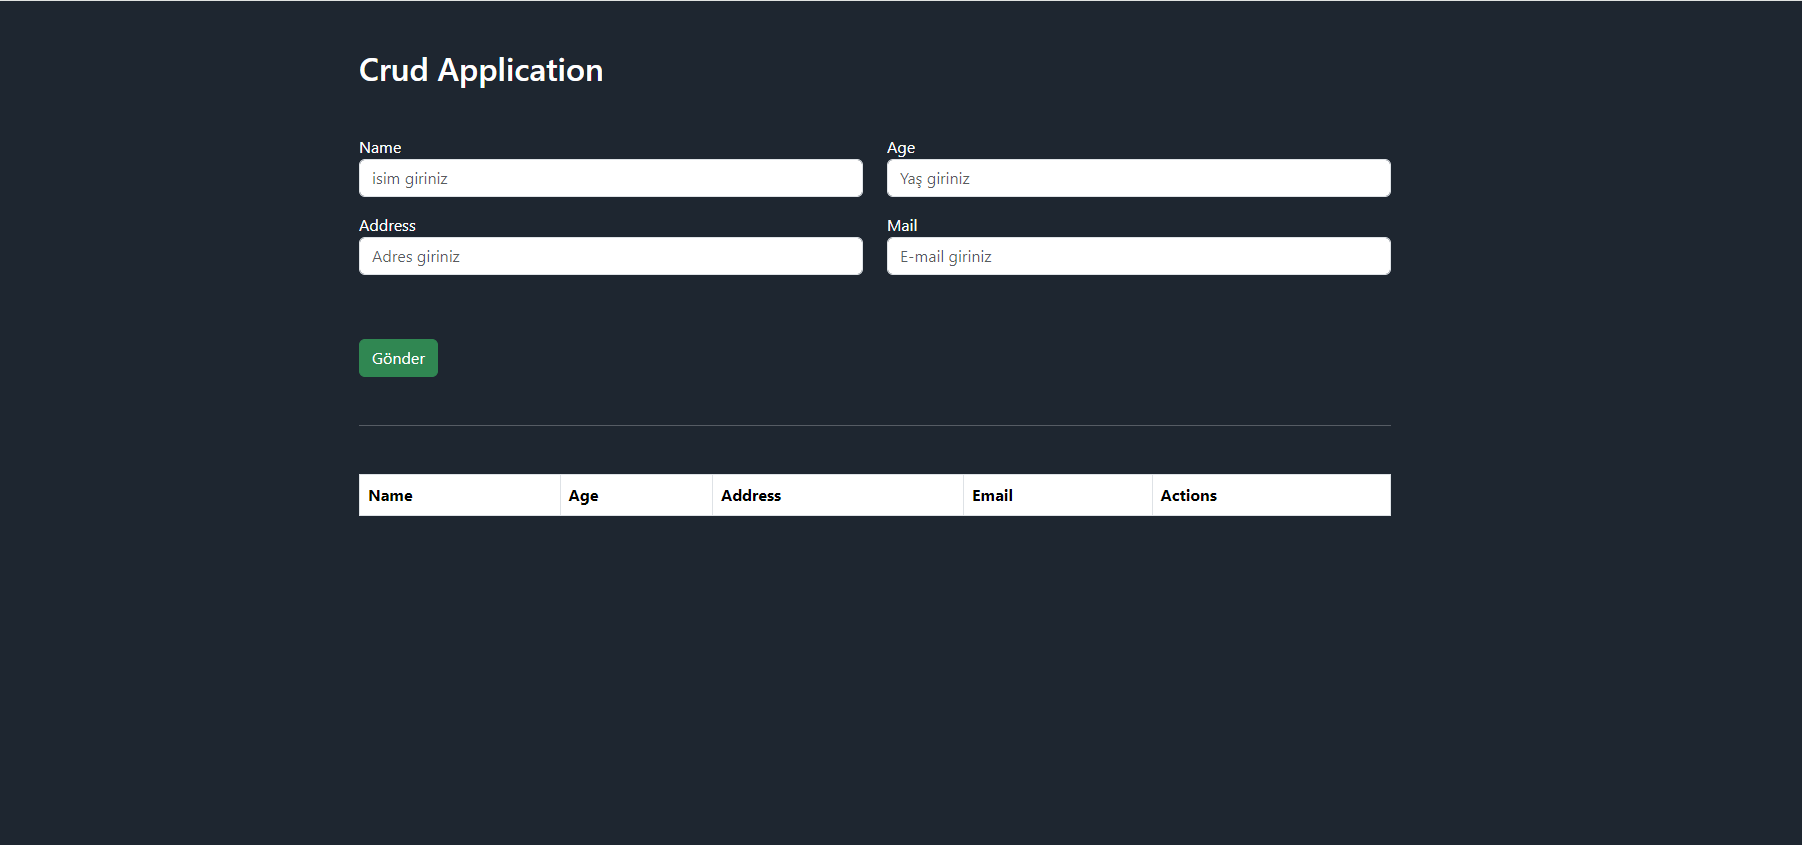 Crud Application
Name Age
isim giriniz Yaş giriniz
Address Mail
Adres giriniz E-mail giriniz
Gönder
Name Age Address Email Actions